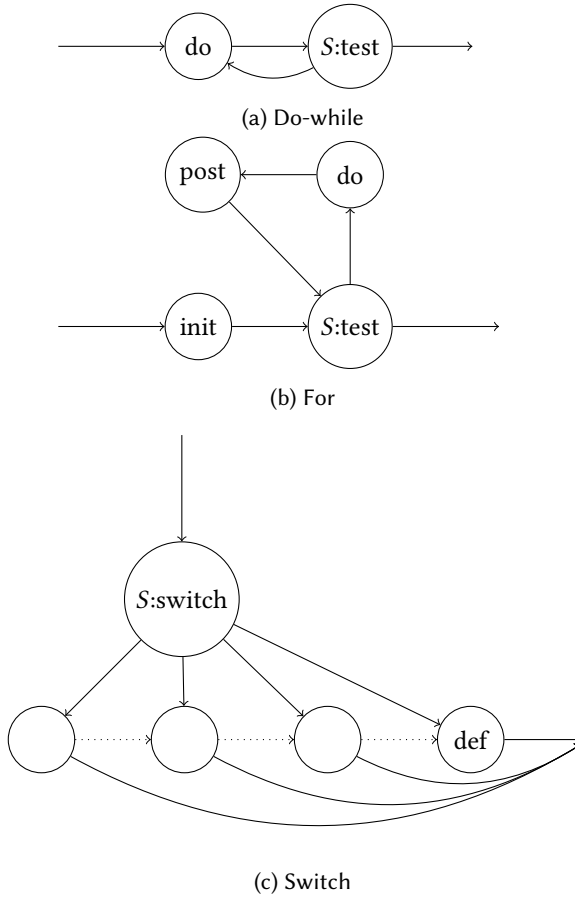 do S:test
(a) Do-while
post do
init S:test
(b) For
S:switch
def
(c) Switch